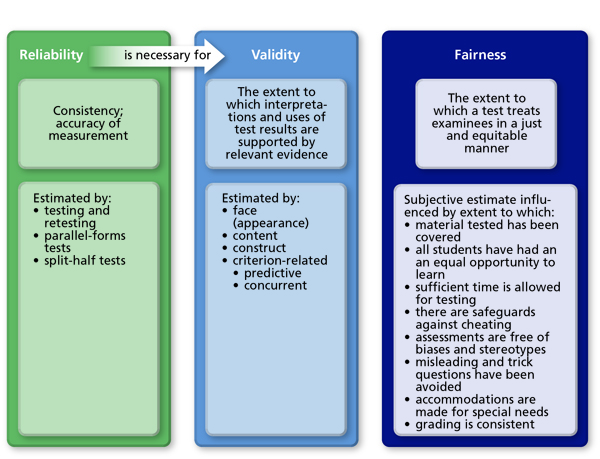 Reliability
is necessary for
Validity
Fairness
Consistency;
accuracy of
measurement
The extent to
which interpreta-
tions and uses of
test results are
supported by
relevant evidence
The extent to
which a test treats
examinees in a just
and equitable
manner
Estimated by:
• testing and
retesting
• parallel-forms
tests
• split-half tests
Estimated by:
• face
(appearance)
• content
• construct
• criterion-related
• predictive
• concurrent
Subjective estimate influ-
enced by extent to which:
• material tested has been
covered
• all students have had an
an equal opportunity to
learn
• sufficient time is allowed
for testing
• there are safeguards
against cheating
• assessments are free of
biases and stereotypes
• misleading and trick
questions have been
avoided
• accommodations are
made for special needs
• grading is consistent